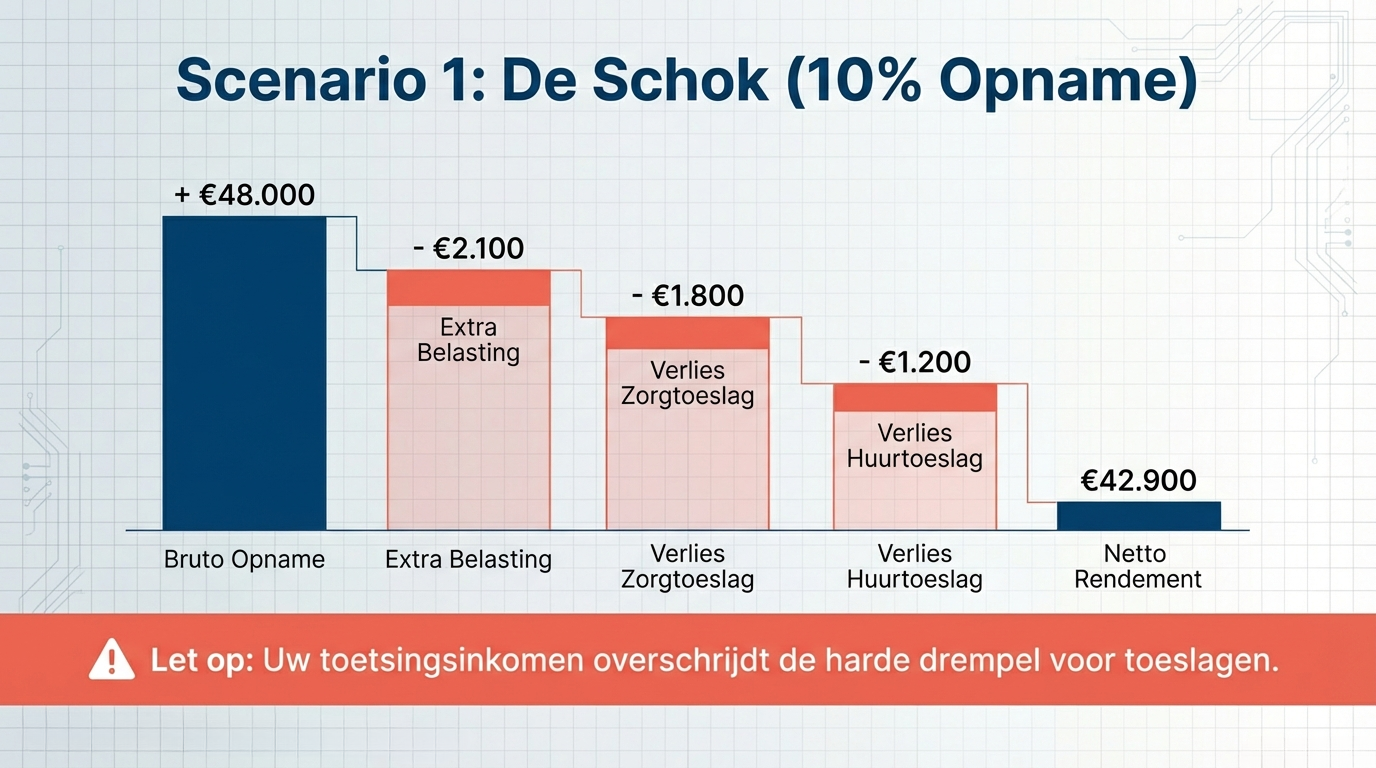 Scenario 1: De Schok (10% Opname)
+ €48.000
- €2.100
- €1.800
- €1.200
€42.900
Extra
Belasting
Verlies
Zorgtoeslag
Verlies
Huurtoeslag
Bruto Opname
Extra Belasting
Verlies
Zorgtoeslag
Verlies
Huurtoeslag
Netto
Rendement
Let op: Uw toetsingsinkomen overschrijdt de harde drempel voor toeslagen.